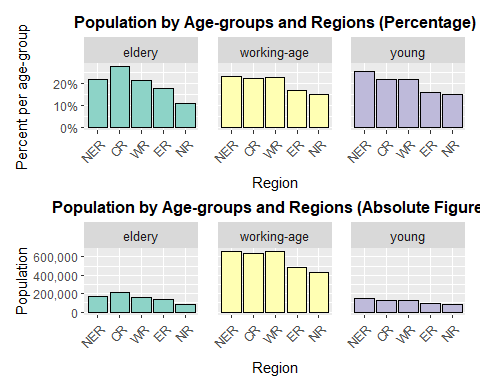 Population by Age-groups and Regions (Percentage)
Percent per age-group
eldery working-age young
20%
10%
0%
NER CR WR ER NR NER CR WR ER NR NER CR WR ER NR
Region
Population by Age-groups and Regions (Absolute Figure
Population
eldery working-age young
600,000
400,000
200,000
0
NER CR WR ER NR NER CR WR ER NR NER CR WR ER NR
Region